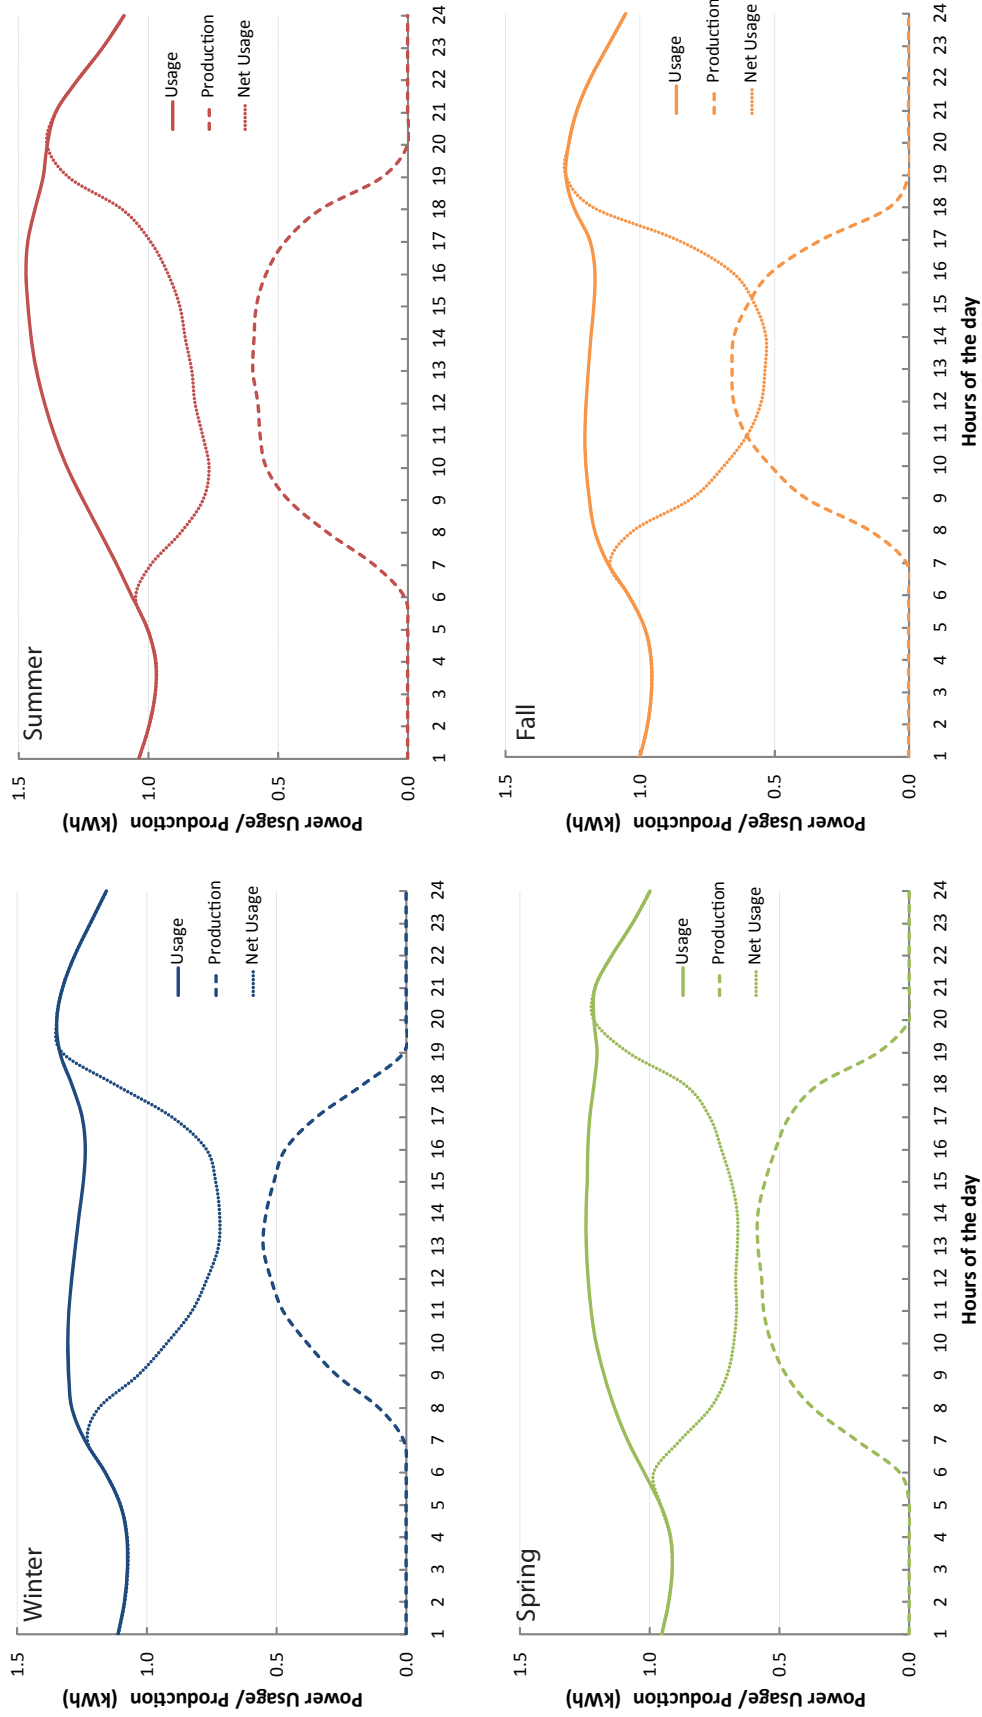 Winter
Power Usage/ Production (kWh)
1.5
1.0
0.5
0.0
1 2 3 4 5 6 7 8 9 10 11 12 13 14 15 16 17 18 19 20 21 22 23 24
Usage
Production
Net Usage
Summer
Power Usage/ Production (kWh)
1.5
1.0
0.5
0.0
1 2 3 4 5 6 7 8 9 10 11 12 13 14 15 16 17 18 19 20 21 22 23 24
Usage
Production
Net Usage
Spring
Power Usage/ Production (kWh)
1.5
1.0
0.5
0.0
1 2 3 4 5 6 7 8 9 10 11 12 13 14 15 16 17 18 19 20 21 22 23 24
Hours of the day
Usage
Production
Net Usage
Fall
Power Usage/ Production (kWh)
1.5
1.0
0.5
0.0
1 2 3 4 5 6 7 8 9 10 11 12 13 14 15 16 17 18 19 20 21 22 23 24
Hours of the day
Usage
Production
Net Usage